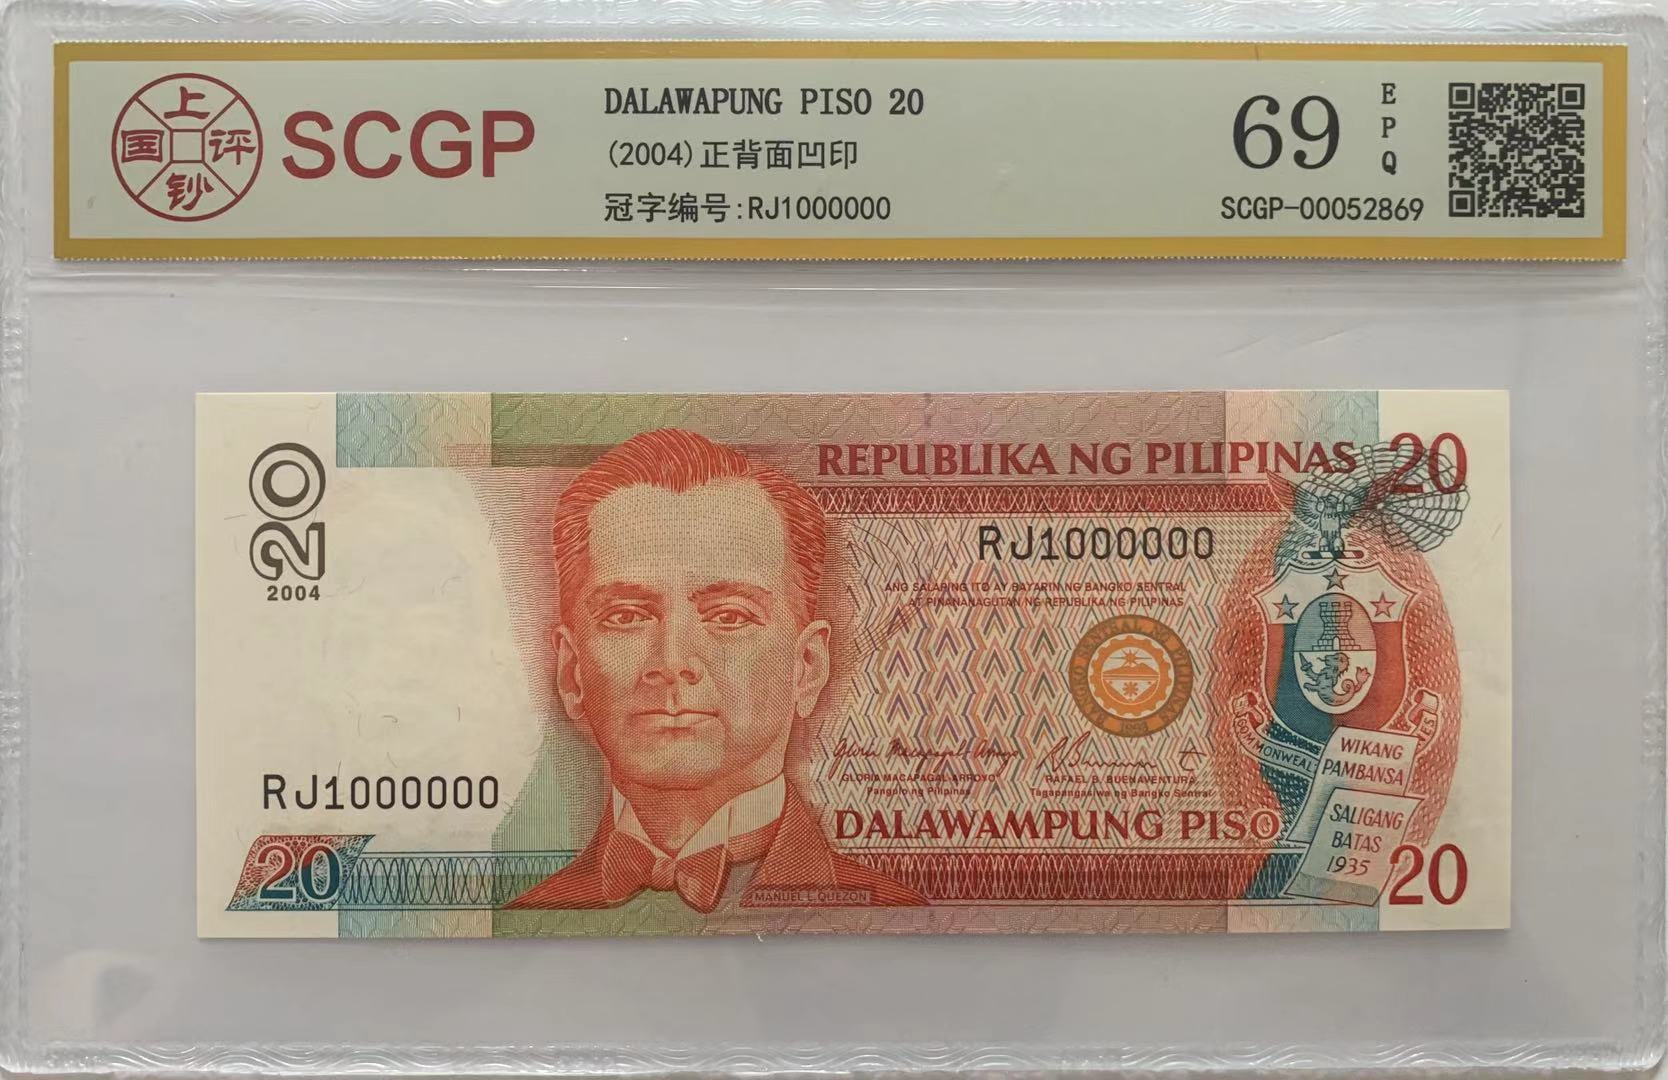 上
国 评
钞
SCGP
DALAWAPUNG PISO 20
(2004)正背面凹印
冠字编号:RJ1000000
69
EPQ
SCGP-00052869
20
2004
REPUBLIKA NG PILIPINAS
20
RJ1000000
ANG SALAPING ITO AY BAYARIN NG BANGKO SENTRAL
AT PINANANAGUTAN NG REPUBLIKA NG PILIPINAS
GLORIA MACAPAGAL-ARROYO
Pangulo ng Pilipinas
RAFAEL B. BUENAVENTURA
Tagapangasiwa ng Bangko Sentral
DALAWAMPUNG PISO
WIKANG
PAMBANSA
SALIGANG
BATAS
1935
RJ1000000
20
MANUEL L. QUEZON
20